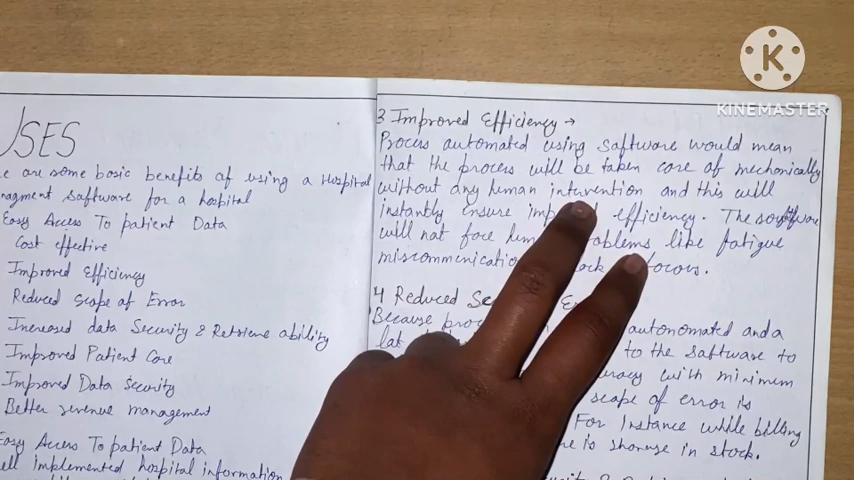 USES
e are some basic benefits of using a Hospital
nagment software for a hospital
Easy Access To patient Data
Cost effective
Improved Efficiency
Reduced Scope of Error
Increased data Security & Retrieve ability
Improved Patient Care
Improved Data Security
Better revenue management
Easy Access To patient Data
ell implemented hospital information
3 Improved Efficiency →
Process automated using software would mean
that the process will be taken care of mechanically
without any human intervention and this will
instantly ensure efficiency. The software
will not face problems like fatigue
miscommunication focus.
4 Reduced
Because autonomated and a
to the software to
with minimum
scope of error is
For Instance while billing
is in stock.
K
KINEMASTER